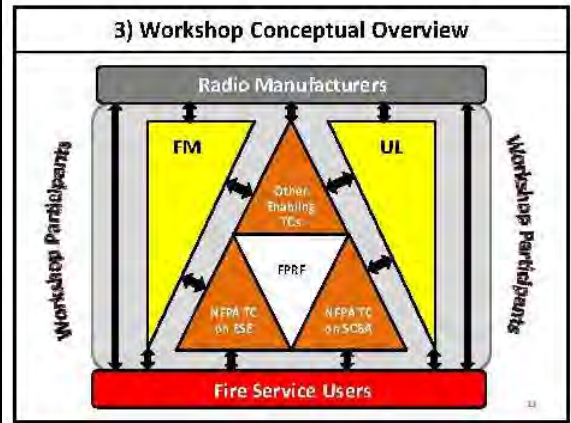 3) Workshop Conceptual Overview
Radio Manufacturers
Workshop Participants
FM
UL
Workshop Participants
Other
Enabling
TCs
FPRF
NFPA TC
on ESE
NFPA TC
on SCBA
Fire Service Users